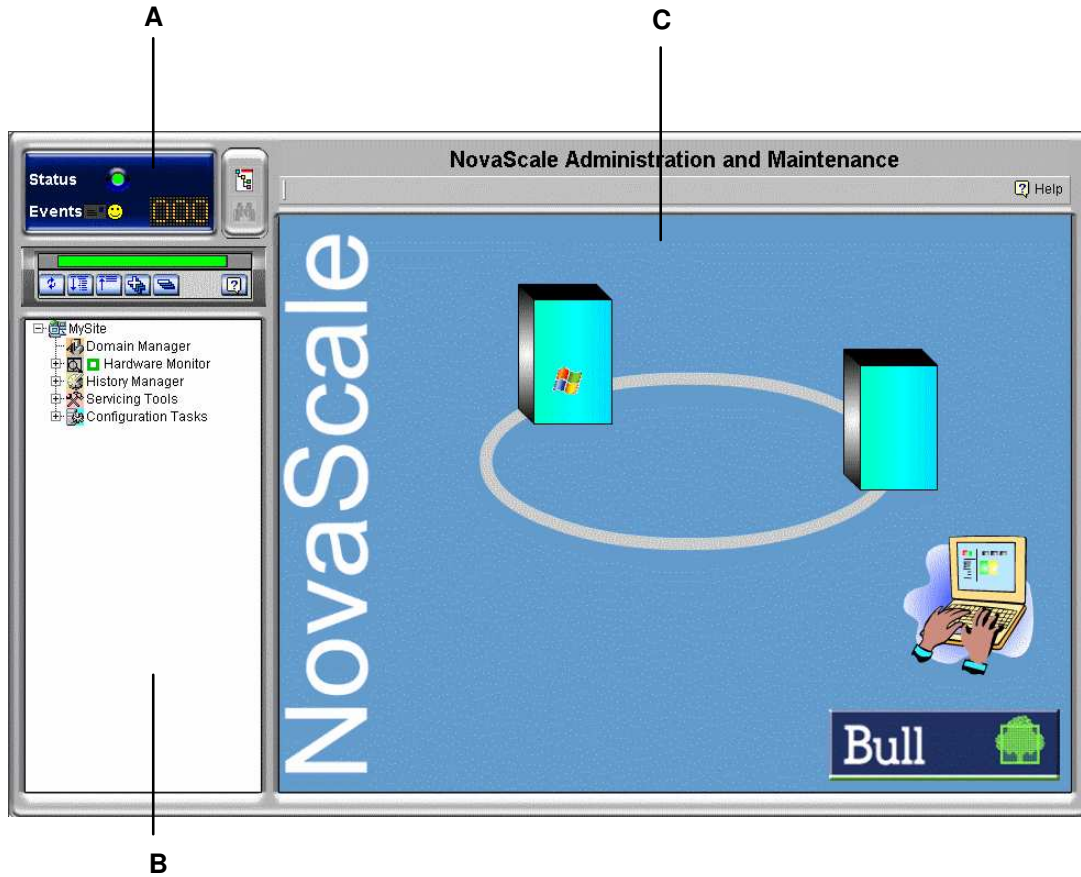 A
C
NovaScale Administration and Maintenance
Status
Events
000
Help
MySite
Domain Manager
Hardware Monitor
History Manager
Servicing Tools
Configuration Tasks
NovaScale
Bull
B